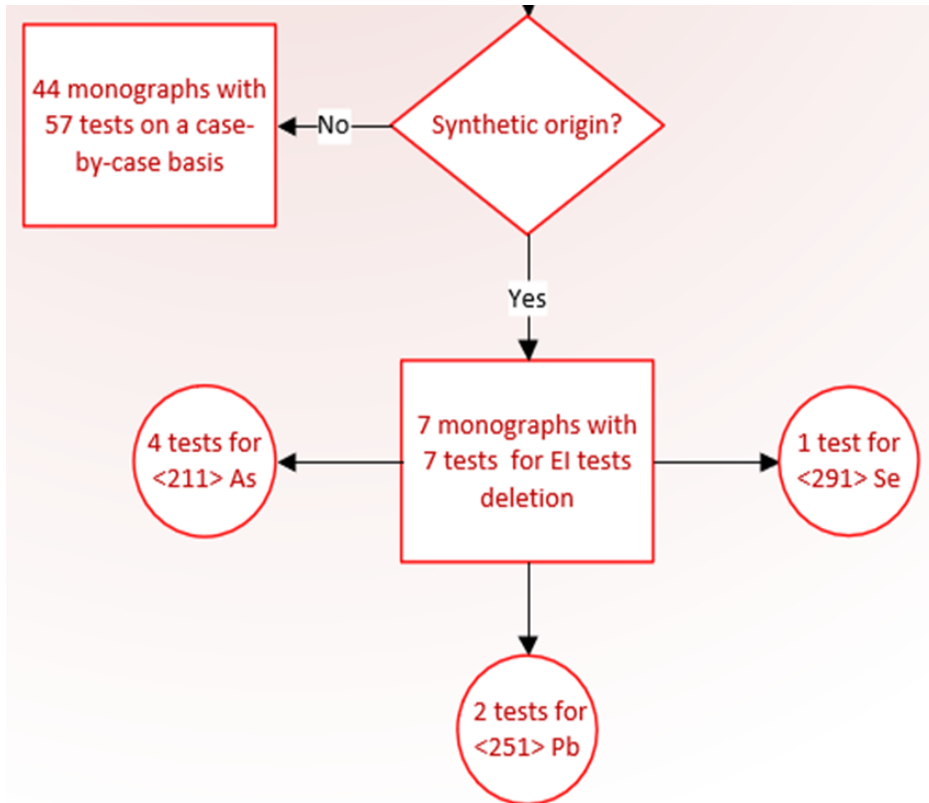 44 monographs with
57 tests on a case-
by-case basis
No
Synthetic origin?
Yes
4 tests for
<211> As
7 monographs with
7 tests  for EI tests
deletion
1 test for
<291> Se
2 tests for
<251> Pb